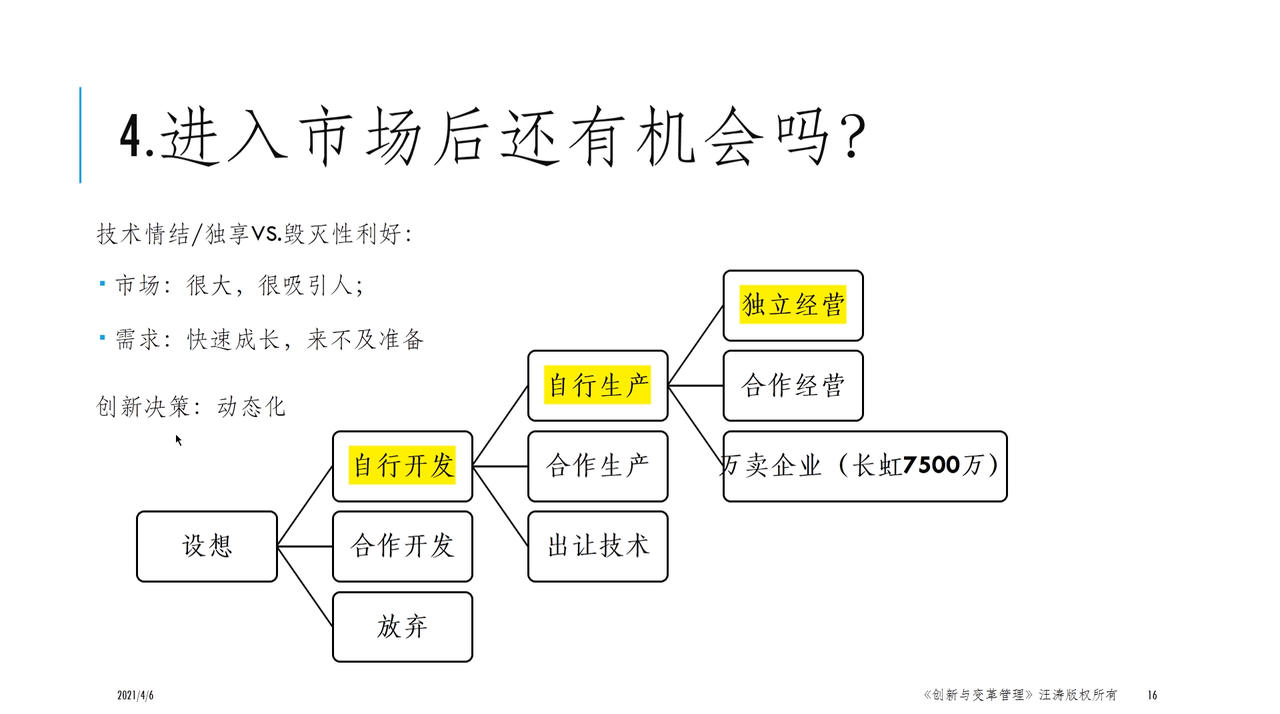 4.进入市场后还有机会吗？
技术情结/独享VS.毁灭性利好：
▪ 市场：很大，很吸引人；
▪ 需求：快速成长，来不及准备
创新决策：动态化
独立经营
合作经营
万卖企业（长虹7500万）
自行生产
合作生产
出让技术
自行开发
合作开发
放弃
设想
2021/4/6
《创新与变革管理》汪涛版权所有
16